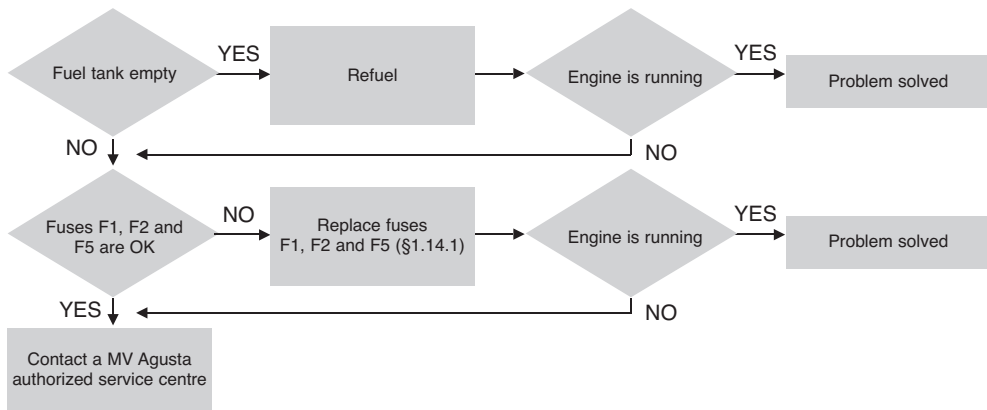 Fuel tank empty
YES
Refuel
Engine is running
YES
Problem solved
NO
NO
Fuses F1, F2 and
F5 are OK
NO
Replace fuses
F1, F2 and F5 (§1.14.1)
Engine is running
YES
Problem solved
YES
NO
Contact a MV Agusta
authorized service centre